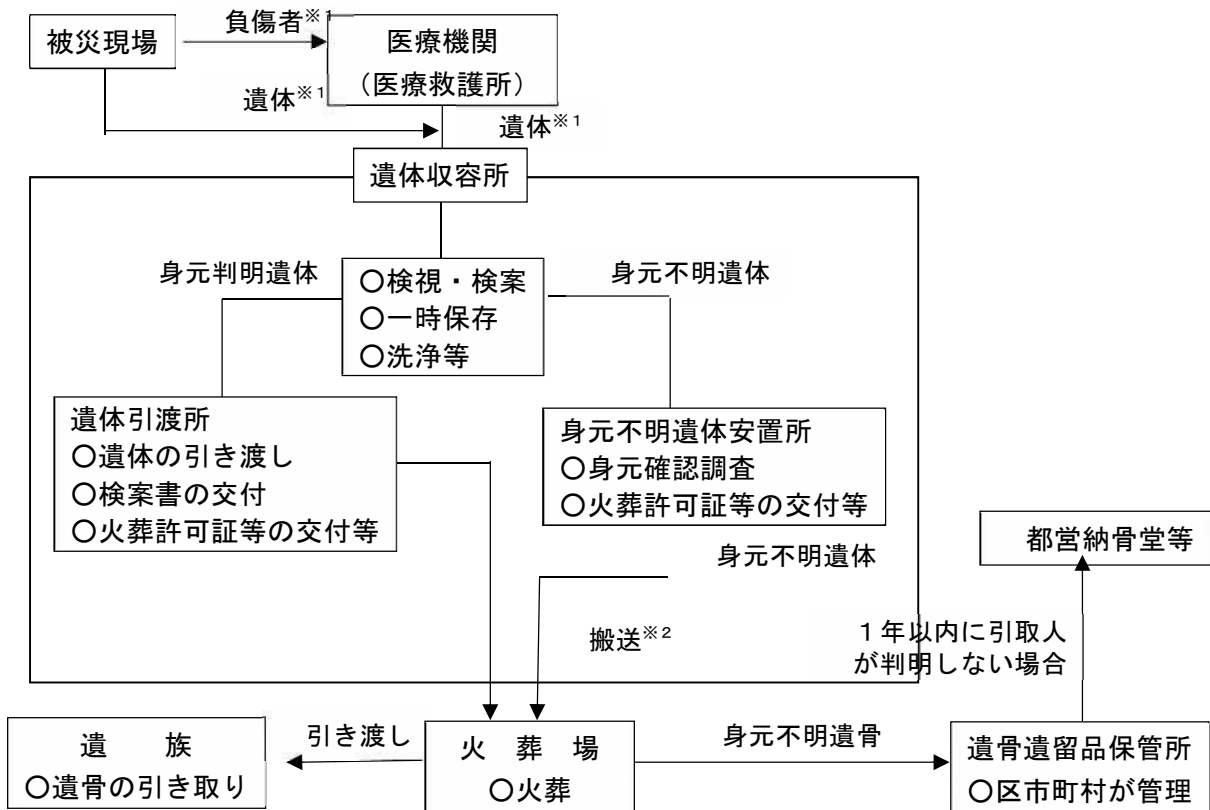 被災現場
負傷者※1
医療機関
（医療救護所）
遺体※1
遺体※1
遺体収容所
身元判明遺体
○検視・検案
○一時保存
○洗浄等
身元不明遺体
遺体引渡所
○遺体の引き渡し
○検案書の交付
○火葬許可証等の交付等
身元不明遺体安置所
○身元確認調査
○火葬許可証等の交付等
身元不明遺体
搬送※2
都営納骨堂等
１年以内に引取人
が判明しない場合
遺　　族
○遺骨の引き取り
引き渡し
火　葬　場
○火葬
身元不明遺骨
遺骨遺留品保管所
○区市町村が管理